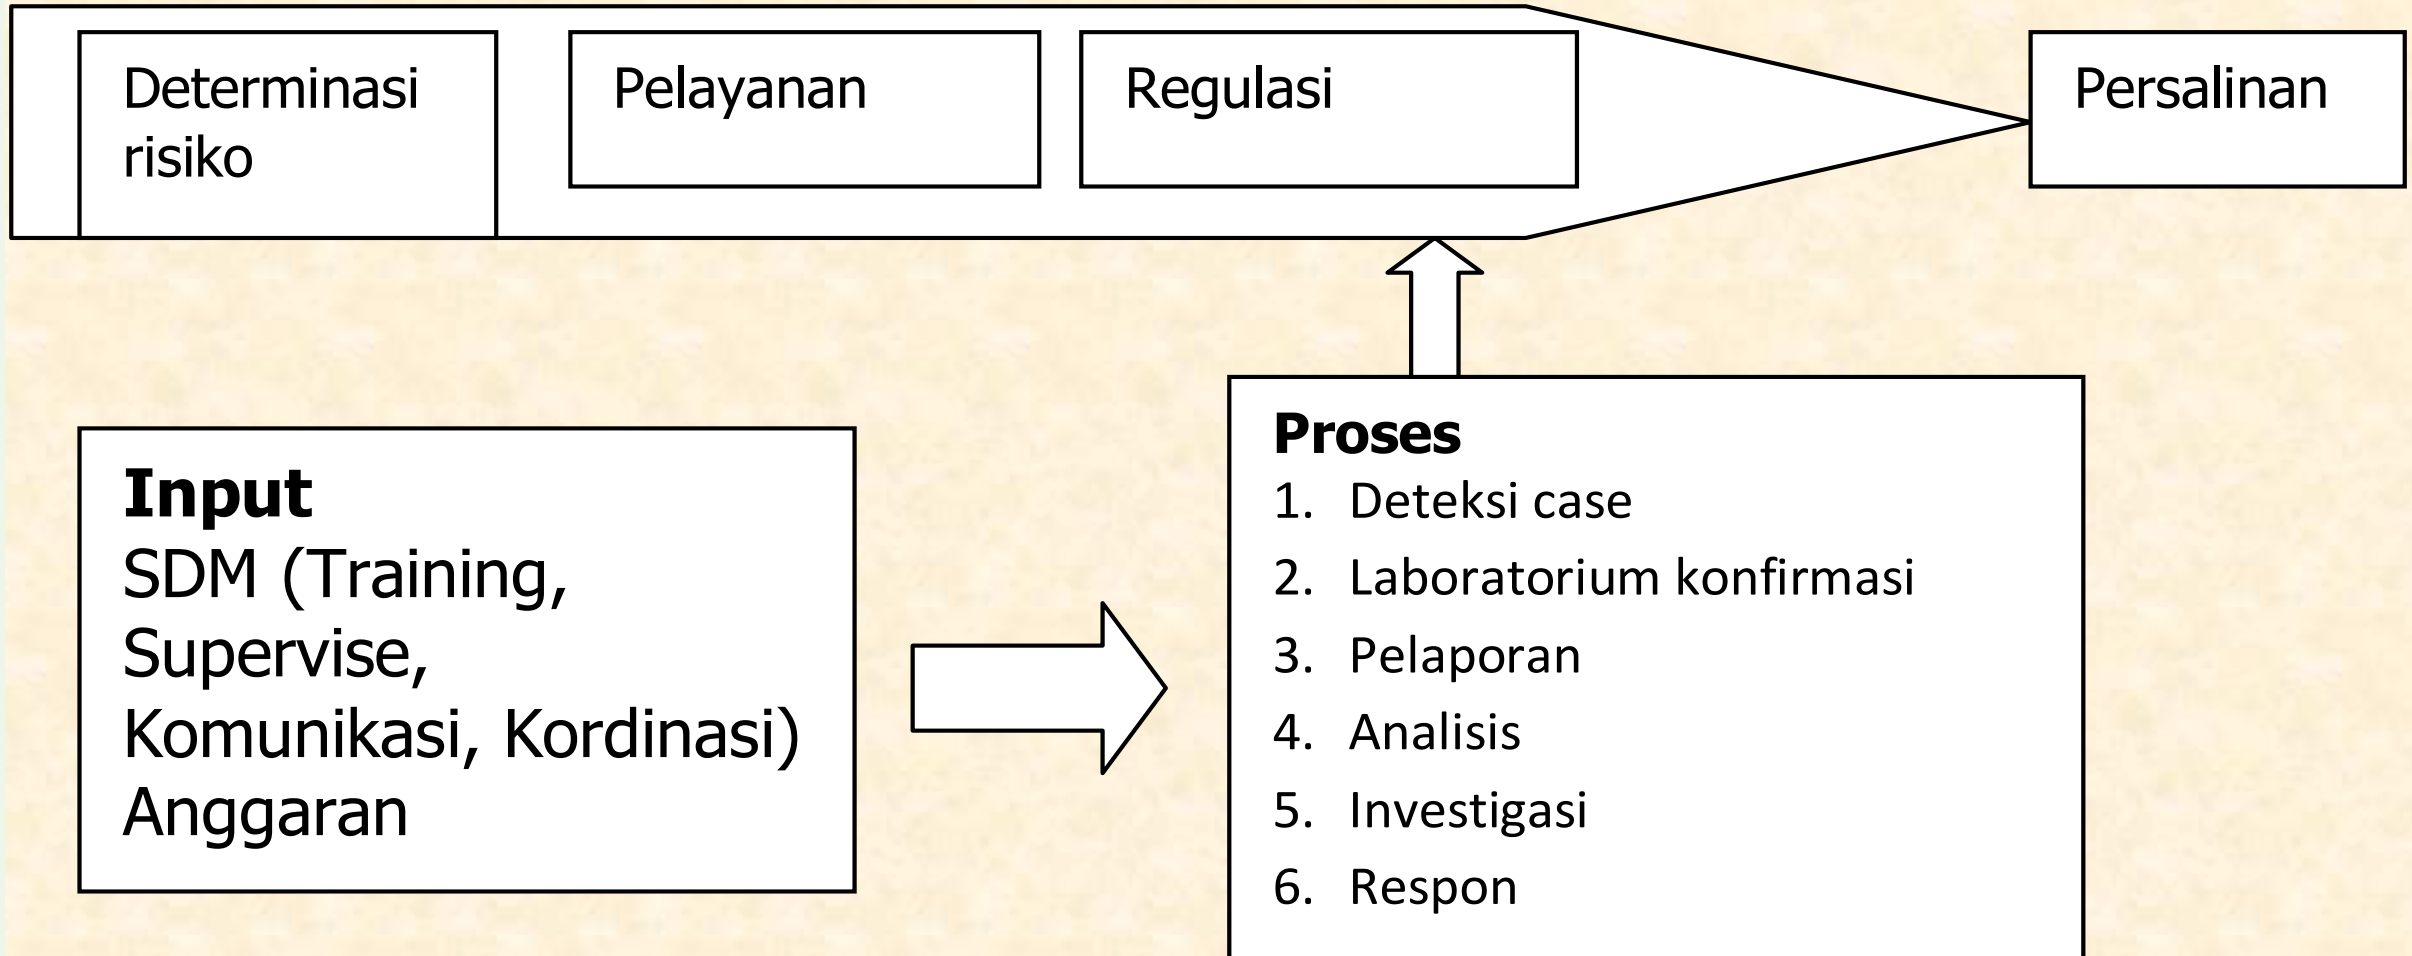 Determinasi
risiko
Pelayanan
Regulasi
Persalinan
Input
SDM (Training,
Supervise,
Komunikasi, Kordinasi)
Anggaran
Proses
1. Deteksi case
2. Laboratorium konfirmasi
3. Pelaporan
4. Analisis
5. Investigasi
6. Respon